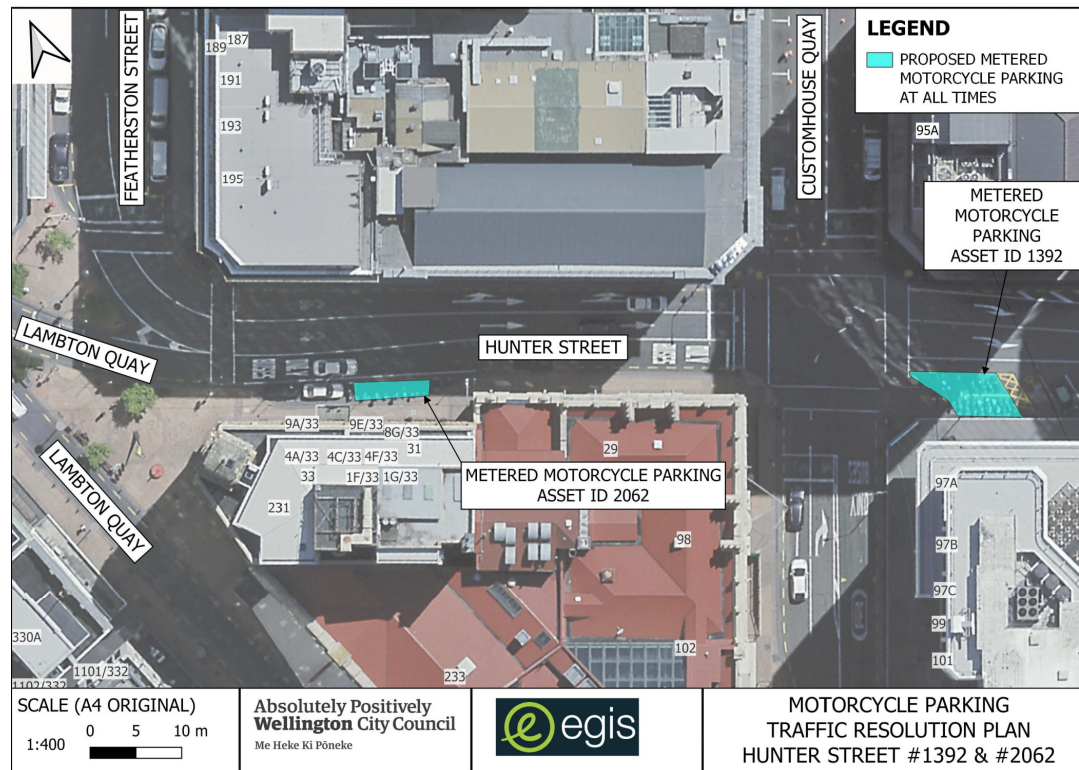 FEATHERSTON STREET
CUSTOMHOUSE QUAY
LEGEND
PROPOSED METERED
MOTORCYCLE PARKING
AT ALL TIMES
187
189
191
193
195
95A
METERED
MOTORCYCLE
PARKING
ASSET ID 1392
LAMBTON QUAY
HUNTER STREET
9A/33
9E/33
8G/33
31
29
4A/33
4C/33
4F/33
33
1F/33
1G/33
METERED MOTORCYCLE PARKING
ASSET ID 2062
LAMBTON QUAY
231
98
97A
97B
97C
99
101
102
233
330A
1101/332
1102/332
SCALE (A4 ORIGINAL)
0 5 10 m
1:400
Absolutely Positively
Wellington City Council
Me Heke Ki Pōneke
egis
MOTORCYCLE PARKING
TRAFFIC RESOLUTION PLAN
HUNTER STREET #1392 & #2062